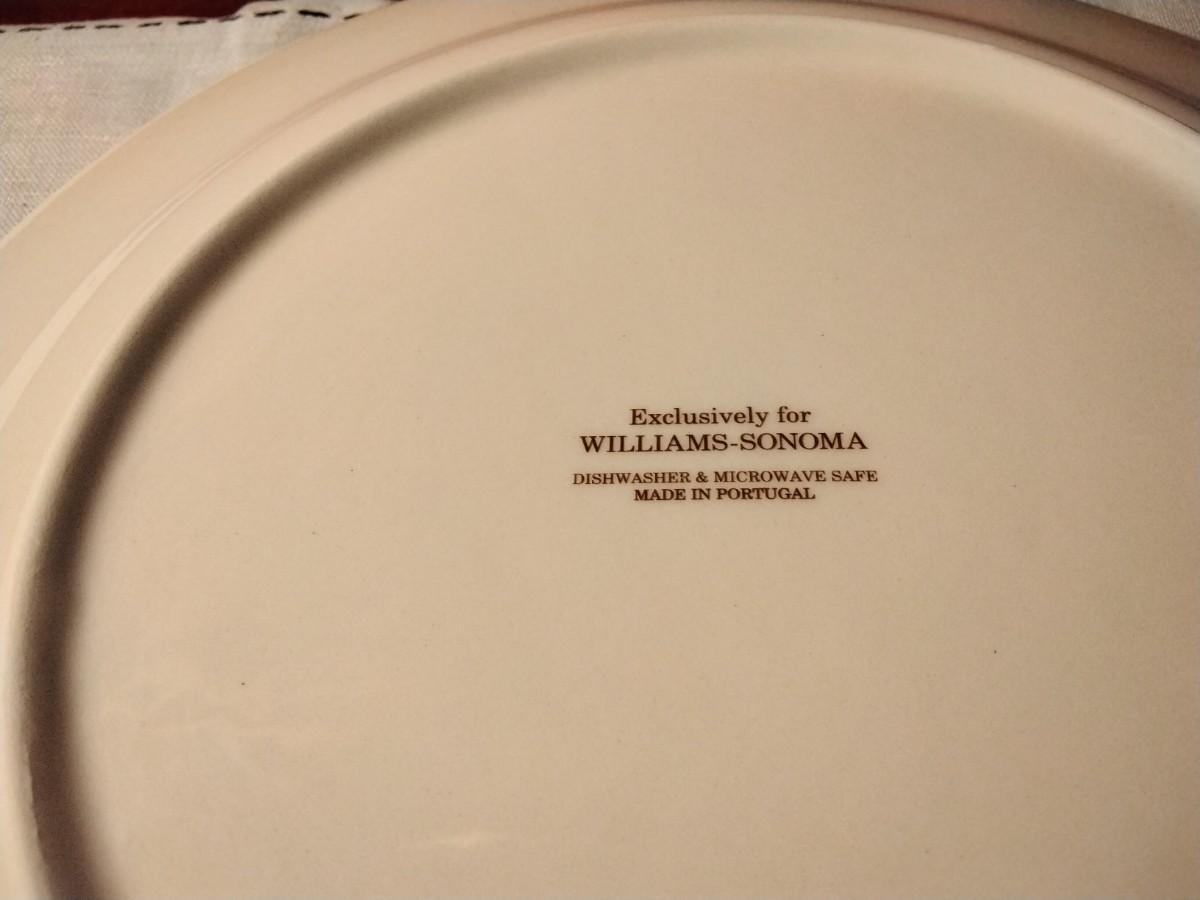 Exclusively for
WILLIAMS-SONOMA
DISHWASHER & MICROWAVE SAFE
MADE IN PORTUGAL